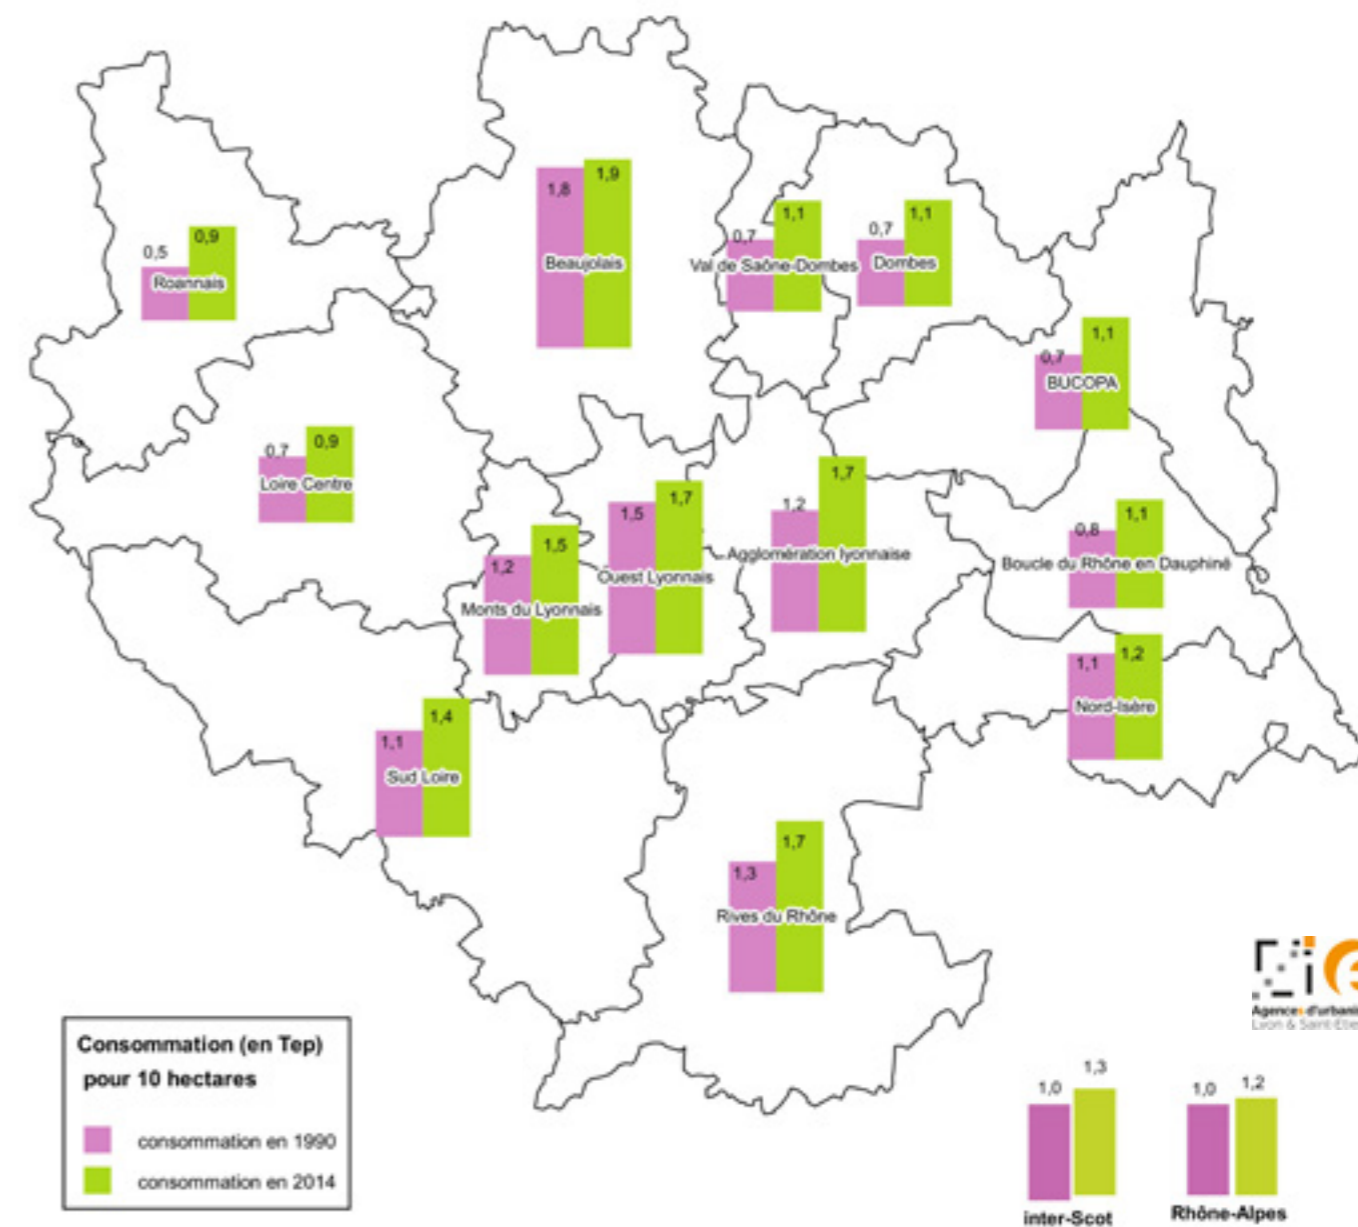 1,8
1,9
Beaujolais
0,5
0,9
Roannais
0,7
1,1
Val de Saône-Dombes
0,7
1,1
Dombes
0,7
1,1
BUCOPA
0,7
0,9
Loire Centre
1,2
1,5
Monts du Lyonnais
1,5
1,7
Ouest Lyonnais
1,2
1,7
Agglomération lyonnaise
0,8
1,1
Boucle du Rhône en Dauphiné
1,1
1,2
Nord-Isère
1,1
1,4
Sud Loire
1,3
1,7
Rives du Rhône
Consommation (en Tep)
pour 10 hectares
consommation en 1990
consommation en 2014
Agences d'urbani
Lyon & Saint-Etie
1,0
1,3
inter-Scot
1,0
1,2
Rhône-Alpes